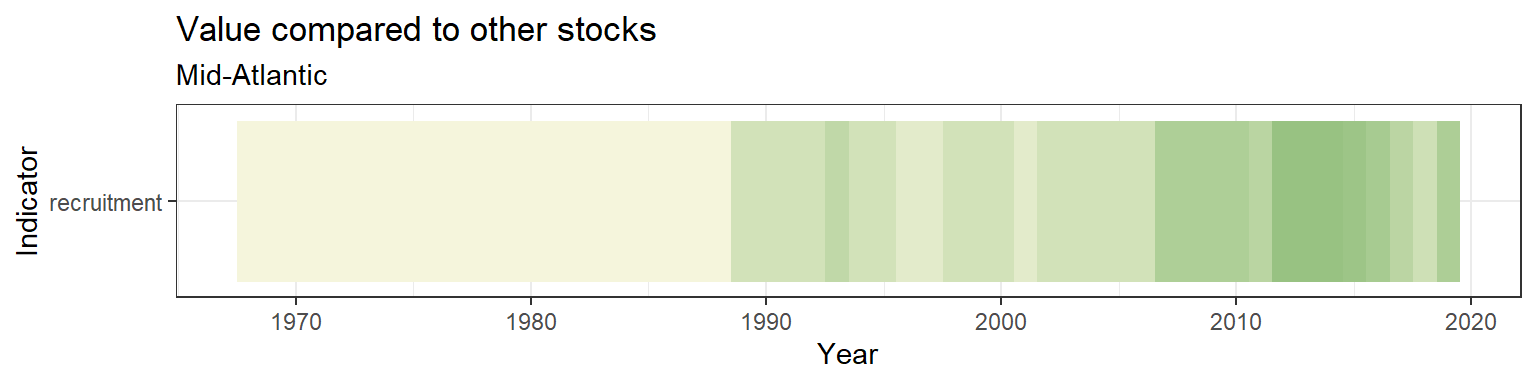 Value compared to other stocks
Mid-Atlantic
Indicator
recruitment
1970 1980 1990 2000 2010 2020
Year